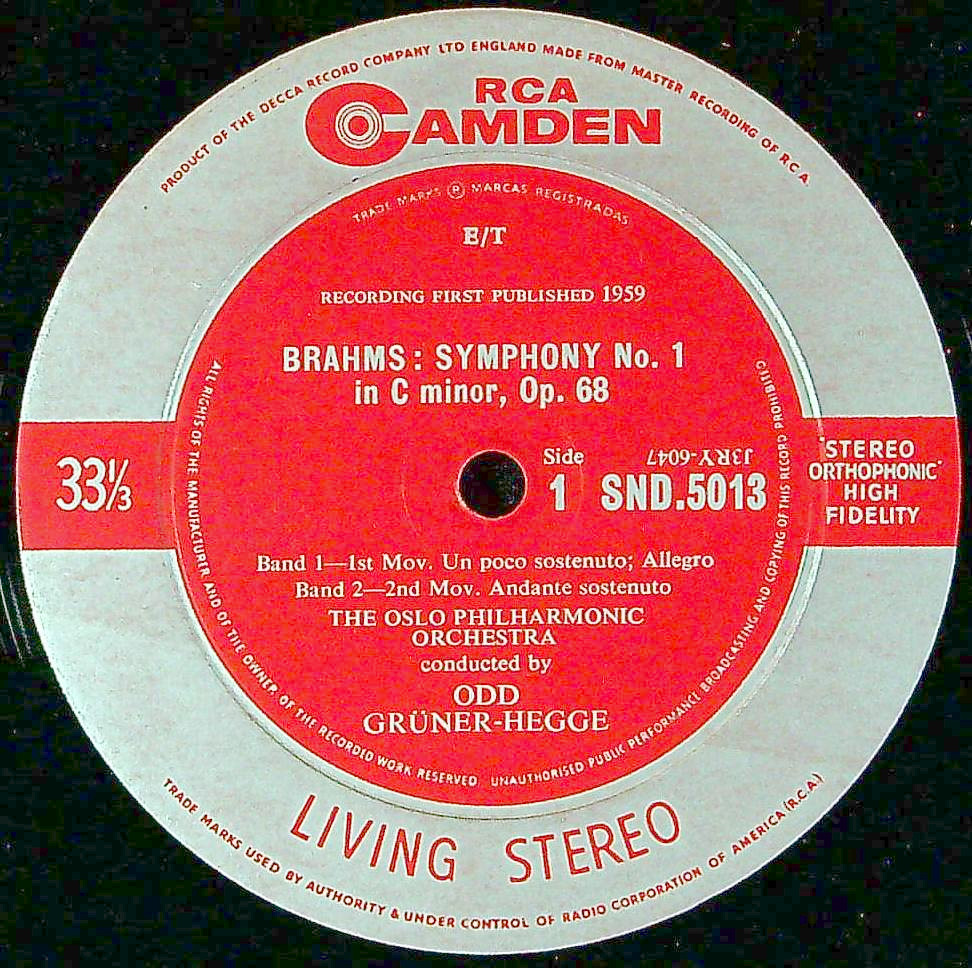 PRODUCT OF THE DECCA RECORD COMPANY LTD ENGLAND MADE FROM MASTER RECORDING OF R C A.
RCA
CAMDEN
TRADE MARKS ® MARCAS REGISTRADAS
E/T
RECORDING FIRST PUBLISHED 1959
BRAHMS: SYMPHONY No. 1
in C minor, Op. 68
33⅓
Side
1
J3RY-6047
SND.5013
STEREO
ORTHOPHONIC
HIGH
FIDELITY
Band 1—1st Mov. Un poco sostenuto; Allegro
Band 2—2nd Mov. Andante sostenuto
THE OSLO PHILHARMONIC
ORCHESTRA
conducted by
ODD
GRÜNER-HEGGE
ALL RIGHTS OF THE MANUFACTURER AND OF THE OWNER OF THE RECORDED WORK RESERVED UNAUTHORISED PUBLIC PERFORMANCE BROADCASTING AND COPYING OF THIS RECORD PROHIBITED
LIVING STEREO
TRADE MARKS USED BY AUTHORITY & UNDER CONTROL OF RADIO CORPORATION OF AMERICA (R.C.A.)